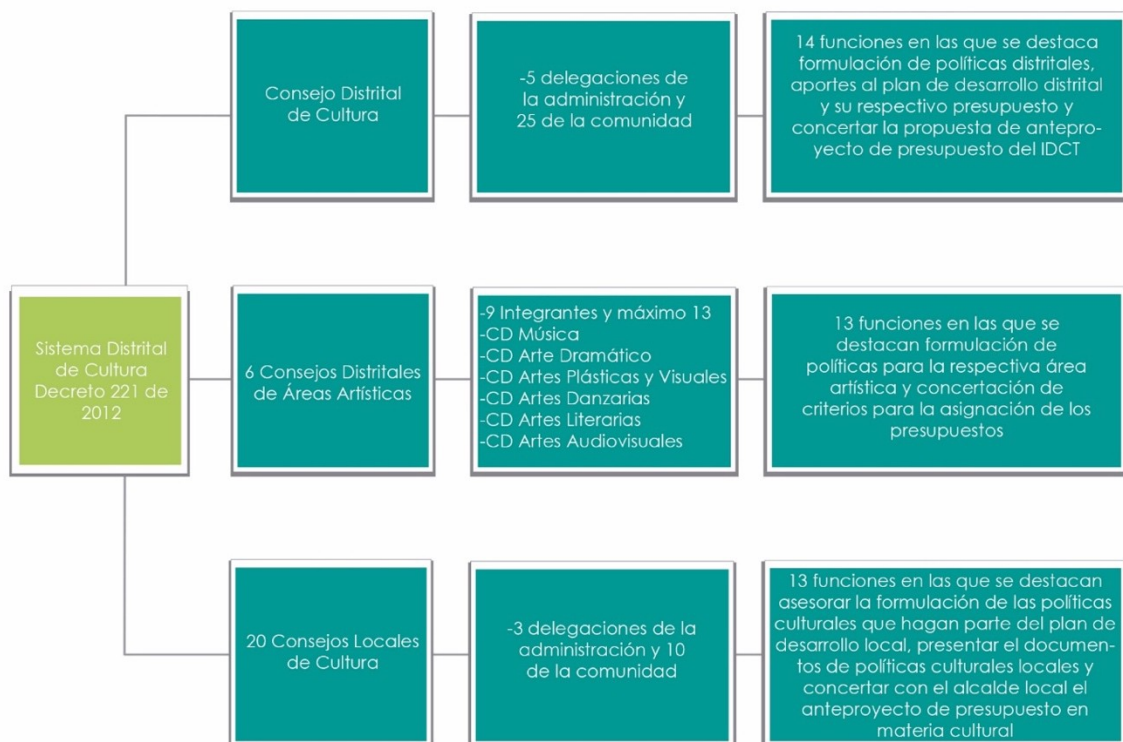 Sistema Distrital
de Cultura
Decreto 221 de
2012
Consejo Distrital
de Cultura
-5 delegaciones de
la administración y
25 de la comunidad
14 funciones en las que se destaca
formulación de políticas distritales,
aportes al plan de desarrollo distrital
y su respectivo presupuesto y
concertar la propuesta de antepro-
yecto de presupuesto del IDCT
6 Consejos Distritales
de Áreas Artísticas
-9 Integrantes y máximo 13
-CD Música
-CD Arte Dramático
-CD Artes Plásticas y Visuales
-CD Artes Danzarias
-CD Artes Literarias
-CD Artes Audiovisuales
13 funciones en las que se
destacan formulación de
políticas para la respectiva área
artística y concertación de
criterios para la asignación de los
presupuestos
20 Consejos Locales
de Cultura
-3 delegaciones de la
administración y 10
de la comunidad
13 funciones en las que se destacan
asesorar la formulación de las políticas
culturales que hagan parte del plan de
desarrollo local, presentar el documen-
tos de políticas culturales locales y
concertar con el alcalde local el
anteproyecto de presupuesto en
materia cultural